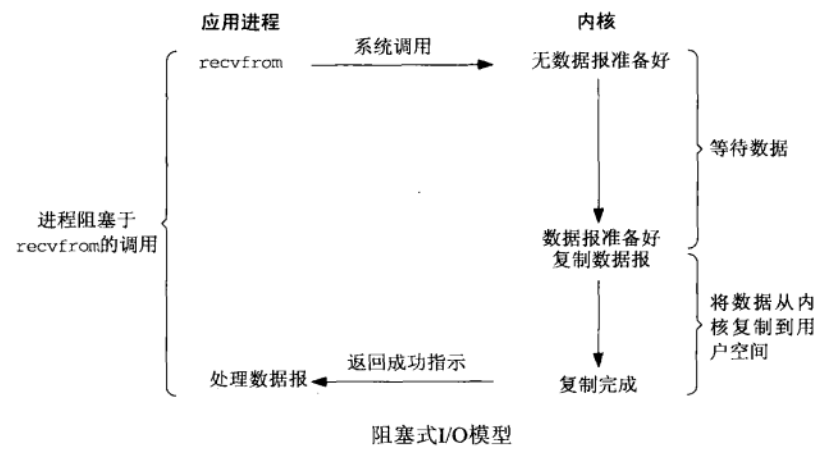 应用进程
内核
recvfrom
系统调用
无数据报准备好
等待数据
进程阻塞于
recvfrom的调用
数据报准备好
复制数据报
将数据从内
核复制到用
户空间
处理数据报
返回成功指示
复制完成
阻塞式I/O模型